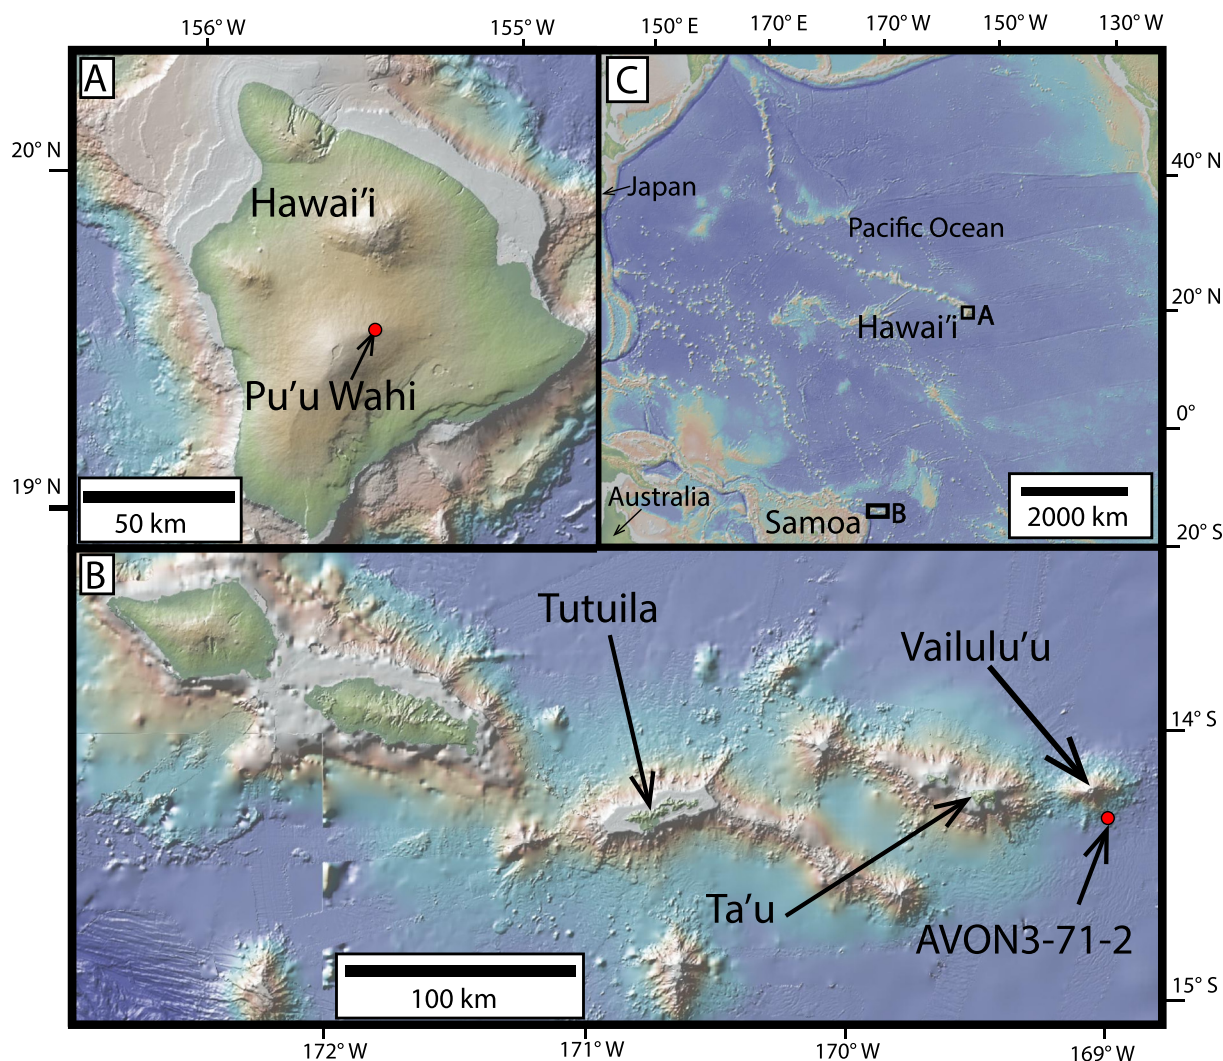 156°W
155°W
150° E
170° E
170° W
150° W
130° W
A
C
20° N
Hawai'i
Japan
40° N
Pacific Ocean
20° N
Hawai'i
A
Pu'u Wahi
0°
19° N
50 km
Australia
Samoa
B
2000 km
20° S
B
Tutuila
Vailulu'u
14° S
Ta'u
AVON3-71-2
100 km
15° S
172°W
171°W
170°W
169°W